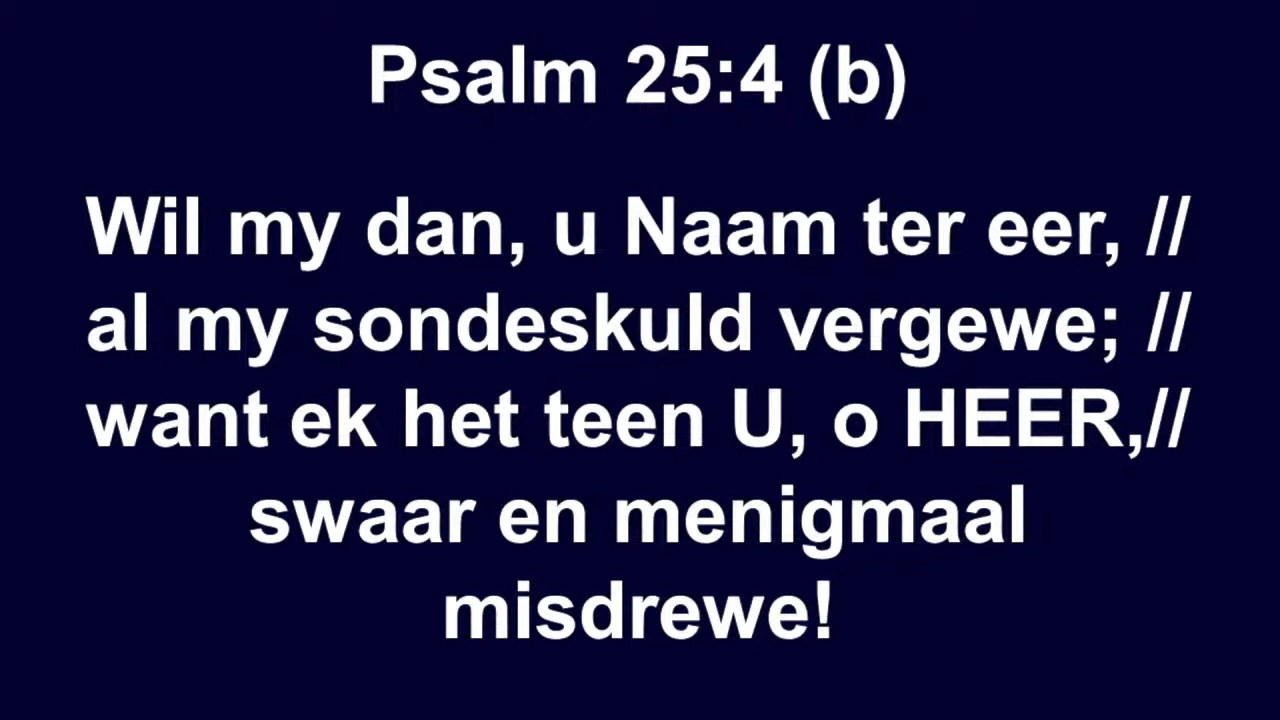 Psalm 25:4 (b)
Wil my dan, u Naam ter eer, //
al my sondeskuld vergewe; //
want ek het teen U, o HEER,//
swaar en menigmaal
misdrewe!